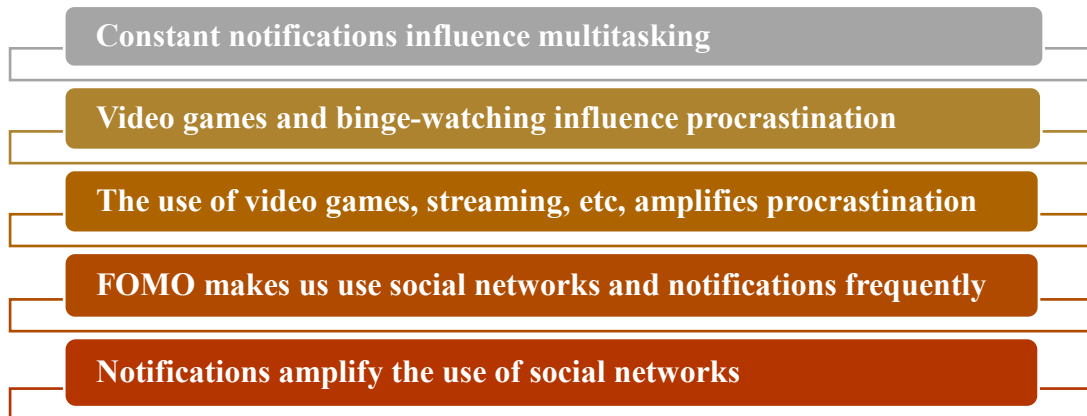 Constant notifications influence multitasking
Video games and binge-watching influence procrastination
The use of video games, streaming, etc, amplifies procrastination
FOMO makes us use social networks and notifications frequently
Notifications amplify the use of social networks